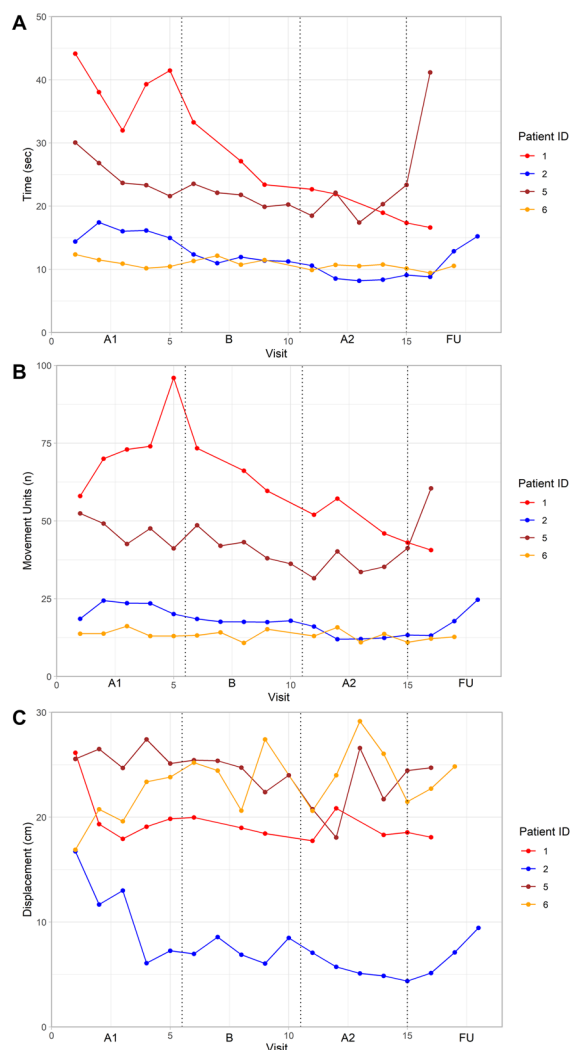 A
50
40
30
20
10
0
Time (sec)
0 5 10 15
A1 B A2 FU
Visit
Patient ID
1
2
5
6
B
100
75
50
25
0
Movement Units (n)
0 5 10 15
A1 B A2 FU
Visit
Patient ID
1
2
5
6
C
30
20
10
0
Displacement (cm)
0 5 10 15
A1 B A2 FU
Visit
Patient ID
1
2
5
6